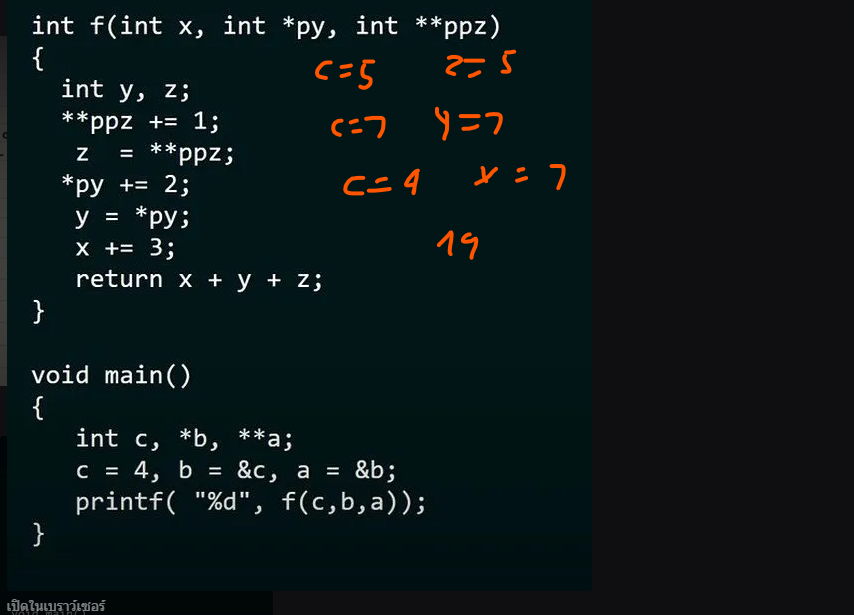 int f(int x, int *py, int **ppz)
{
c=5 z=5
int y, z;
**ppz += 1;
c=7 y=7
z = **ppz;
*py += 2;
c=4 x=7
y = *py;
x += 3;
19
return x + y + z;
}
void main()
{
int c, *b, **a;
c = 4, b = &c, a = &b;
printf( "%d", f(c,b,a));
}
เปิดในเบราว์เซอร์
void main()